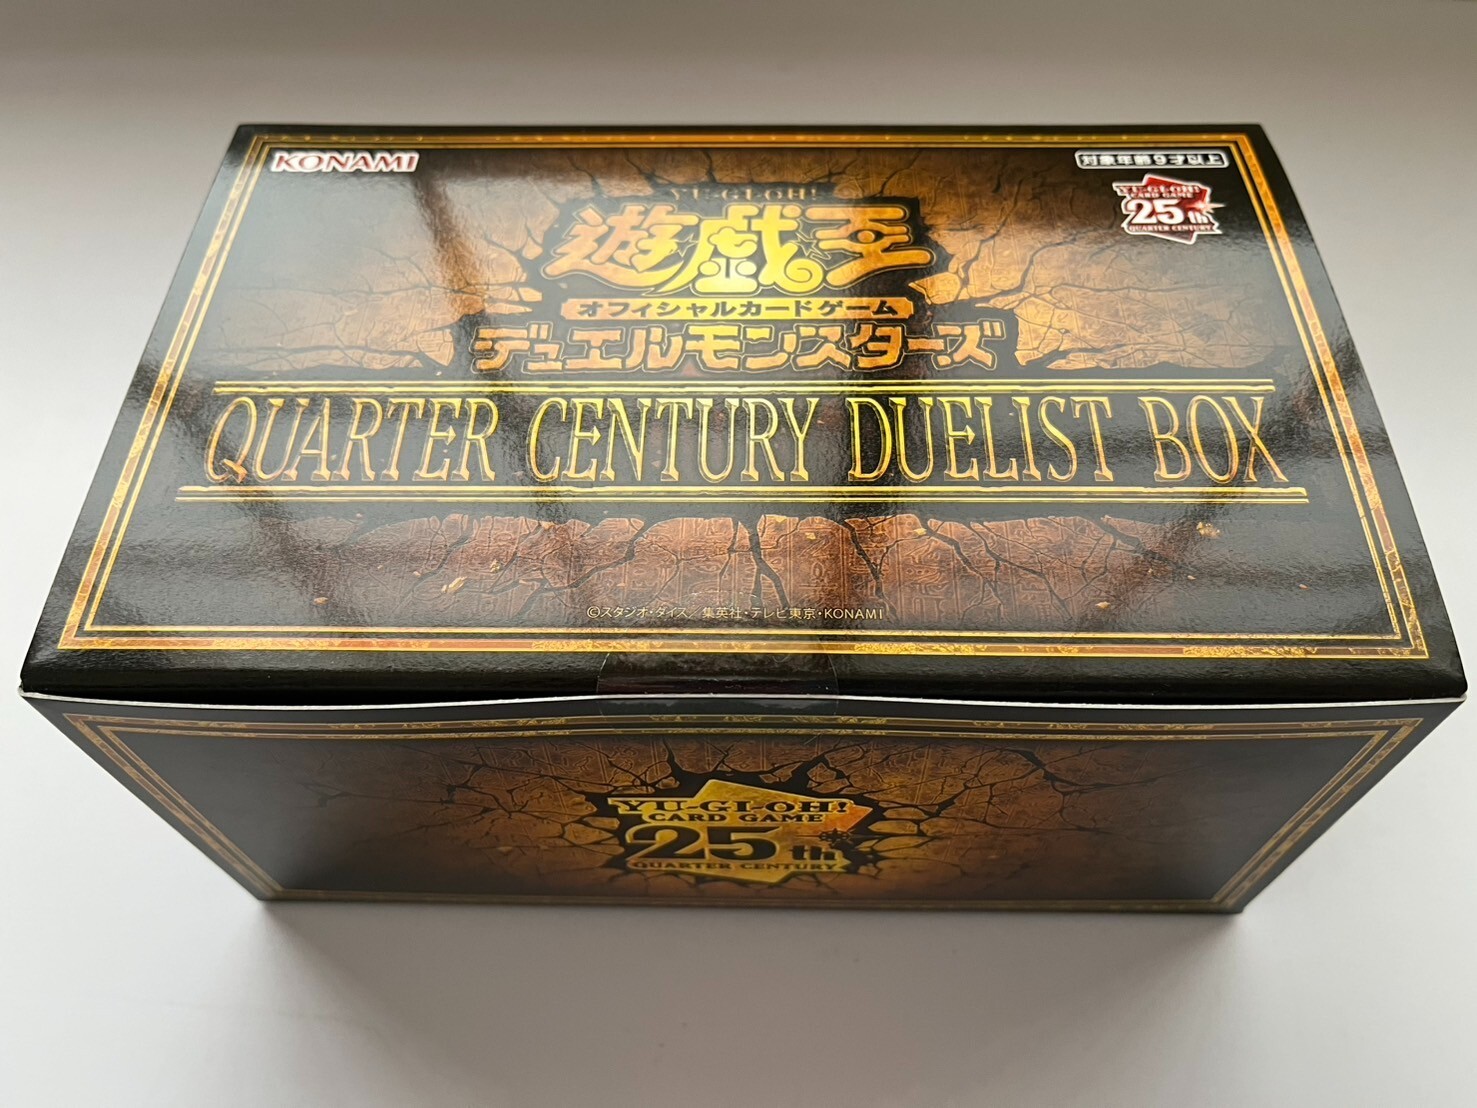 KONAMI
対象年齢9才以上
YU-GI-OH!
遊戯王
オフィシャルカードゲーム
デュエルモンスターズ
YU-GI-OH!
CARD GAME
25th
QUARTER CENTURY
QUARTER CENTURY DUELIST BOX
©スタジオ・ダイス／集英社・テレビ東京・KONAMI
YU-GI-OH!
CARD GAME
25th
QUARTER CENTURY